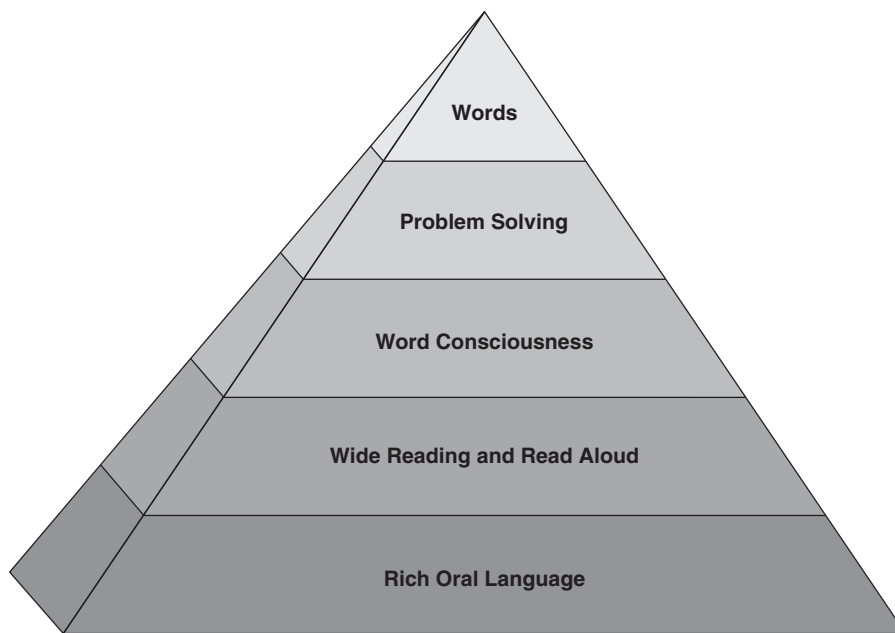 Words
Problem Solving
Word Consciousness
Wide Reading and Read Aloud
Rich Oral Language